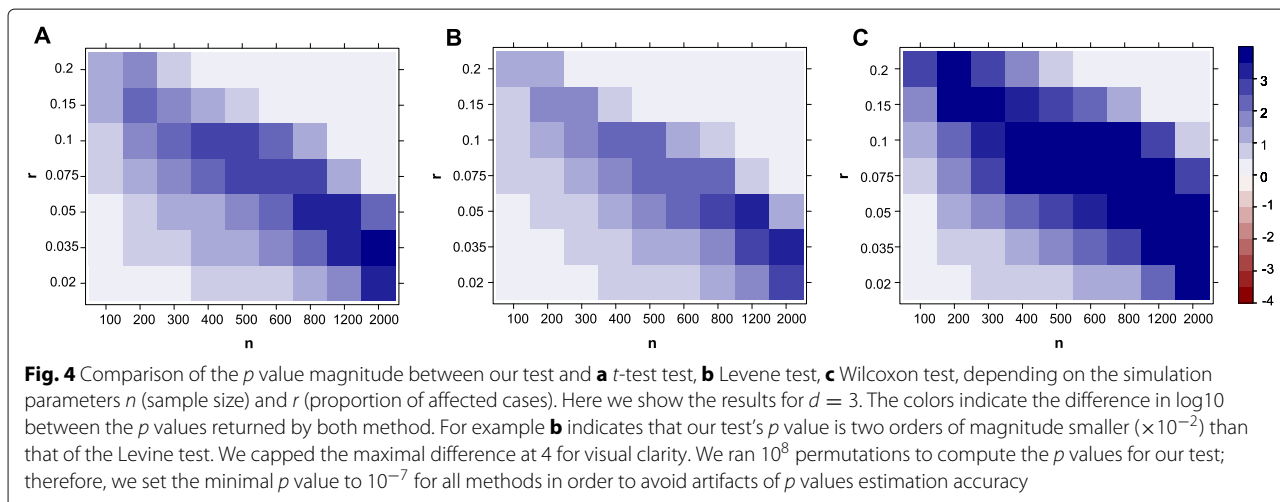 A
B
C
r
0.2
0.15
0.1
0.075
0.05
0.035
0.02
100 200 300 400 500 600 800 1200 2000
n
r
0.2
0.15
0.1
0.075
0.05
0.035
0.02
100 200 300 400 500 600 800 1200 2000
n
r
0.2
0.15
0.1
0.075
0.05
0.035
0.02
100 200 300 400 500 600 800 1200 2000
n
3
2
1
0
-1
-2
-3
-4
Fig. 4 Comparison of the p value magnitude between our test and a t-test test, b Levene test, c Wilcoxon test, depending on the simulation
parameters n (sample size) and r (proportion of affected cases). Here we show the results for d = 3. The colors indicate the difference in log10
between the p values returned by both method. For example b indicates that our test's p value is two orders of magnitude smaller (×10⁻²) than
that of the Levine test. We capped the maximal difference at 4 for visual clarity. We ran 10⁸ permutations to compute the p values for our test;
therefore, we set the minimal p value to 10⁻⁷ for all methods in order to avoid artifacts of p values estimation accuracy